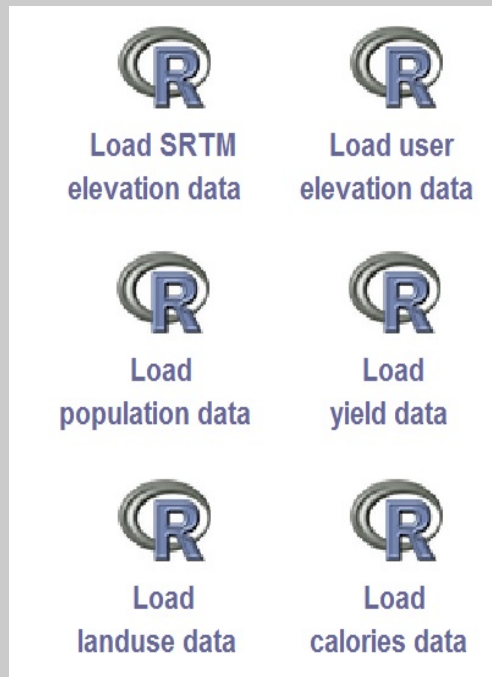 R
R
Load SRTM
elevation data
Load user
elevation data
R
R
Load
population data
Load
yield data
R
R
Load
landuse data
Load
calories data